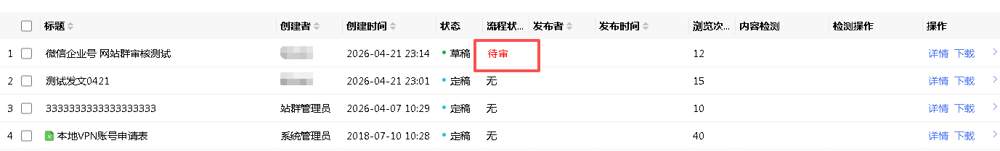 标题 创建者 创建时间 状态 流程状... 发布者 发布时间 浏览次... 内容检测 检测操作 操作
1 微信企业号 网站群审核测试 2026-04-21 23:14 草稿 待审 12 详情 下载
2 测试发文0421 2026-04-21 23:01 定稿 无 15 详情 下载
3 3333333333333333333 站群管理员 2026-04-07 10:29 定稿 无 10 详情 下载
4 本地VPN账号申请表 系统管理员 2018-07-10 10:28 定稿 无 40 详情 下载